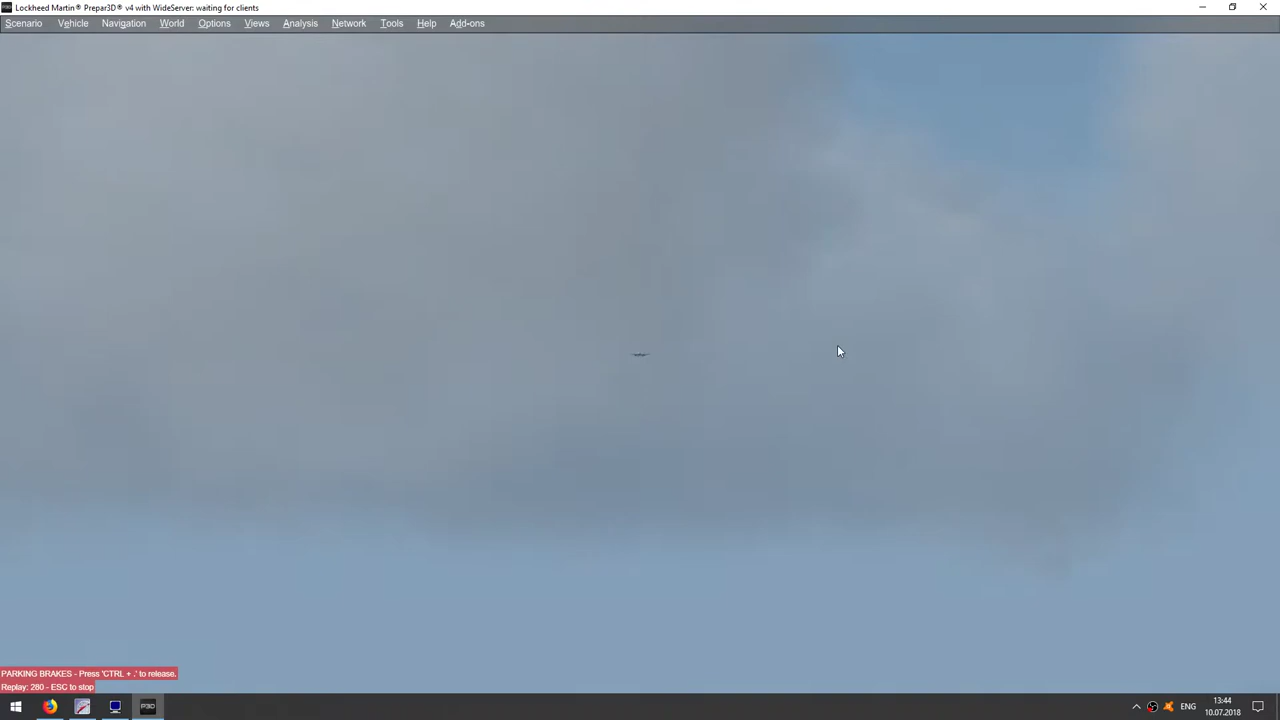 Lockheed Martin® Prepar3D® v4 with WideServer: waiting for clients
Scenario Vehicle Navigation World Options Views Analysis Network Tools Help Add-ons
PARKING BRAKES - Press 'CTRL + .' to release.
Replay: 280 - ESC to stop
P3D
ENG
13:44
10.07.2018